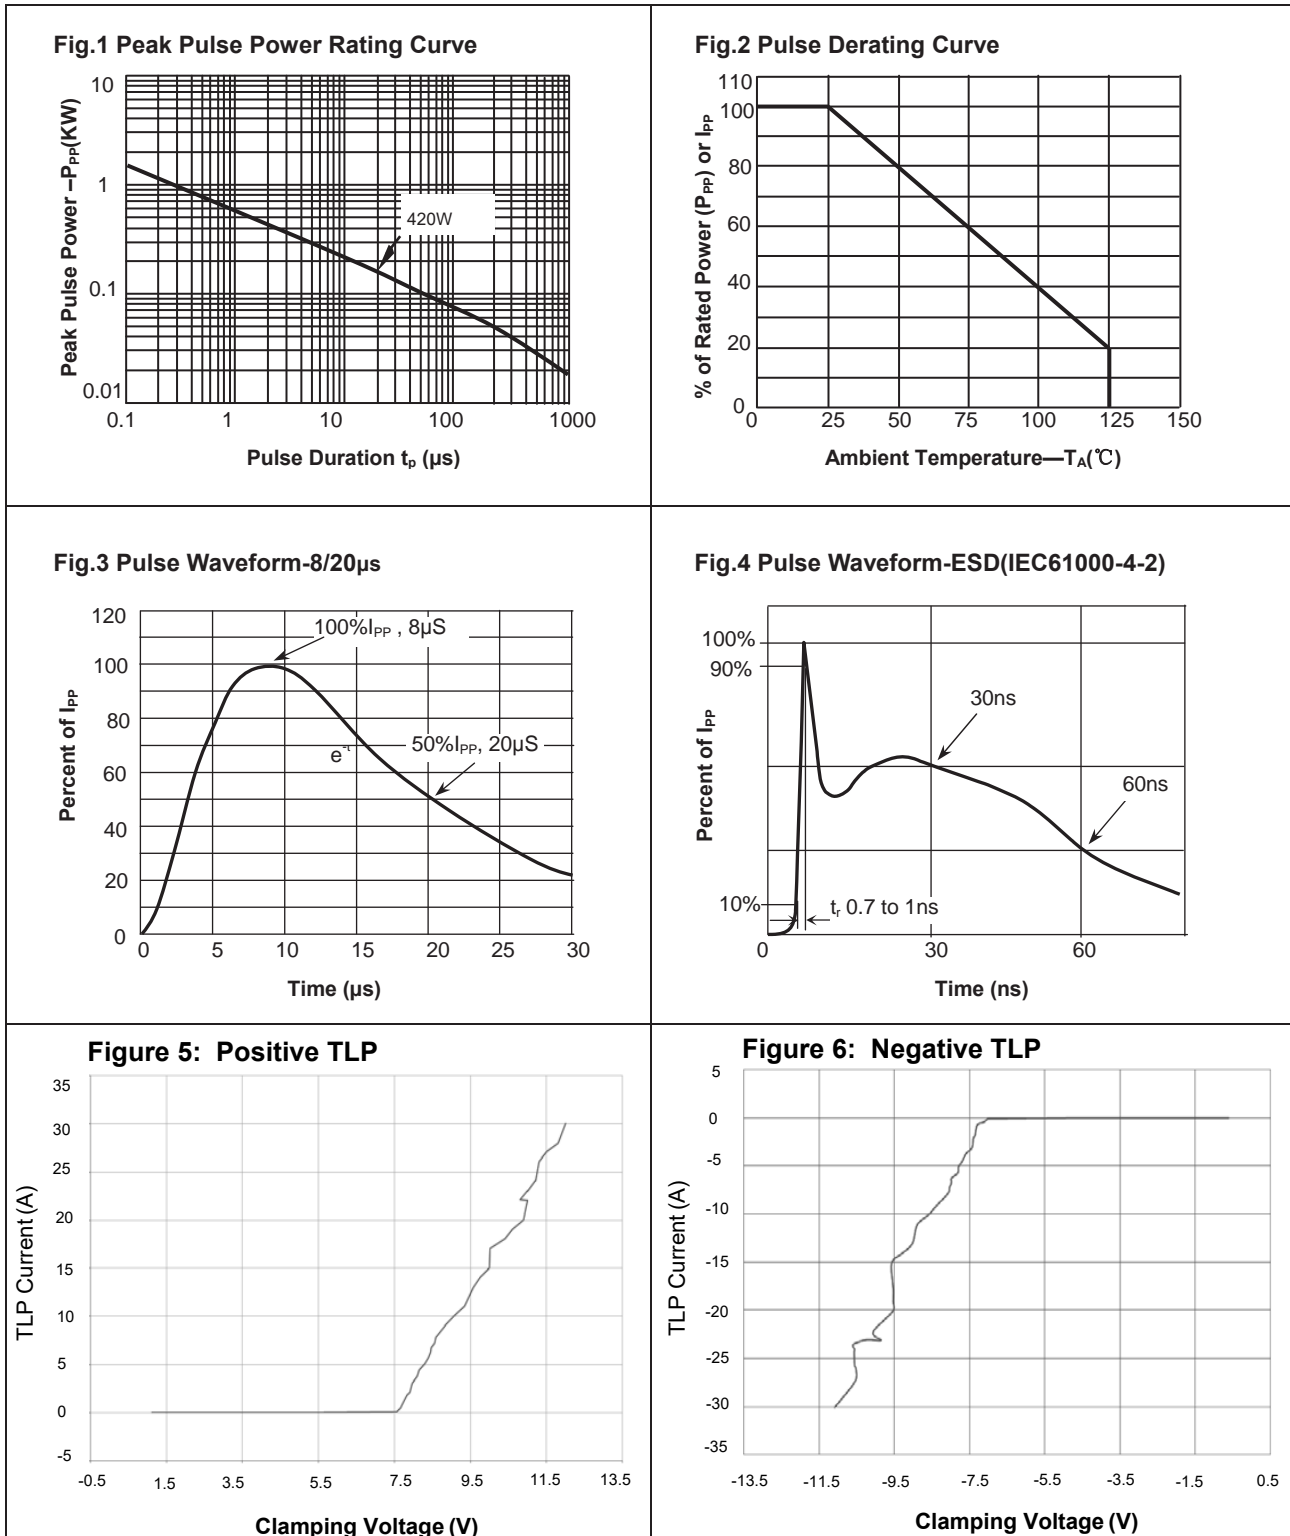 Fig.1 Peak Pulse Power Rating Curve
Peak Pulse Power –PPP(KW)
10
1
0.1
0.01
420W
0.1 1 10 100 1000
Pulse Duration tp (µs)
Fig.2 Pulse Derating Curve
% of Rated Power (PPP) or IPP
110
100
80
60
40
20
0
0 25 50 75 100 125 150
Ambient Temperature—TA(℃)
Fig.3 Pulse Waveform-8/20µs
Percent of IPP
120
100
80
60
40
20
0
100%IPP , 8µS
e-t
50%IPP, 20µS
0 5 10 15 20 25 30
Time (µs)
Fig.4 Pulse Waveform-ESD(IEC61000-4-2)
Percent of IPP
100%
90%
10%
30ns
60ns
tr 0.7 to 1ns
0 30 60
Time (ns)
Figure 5: Positive TLP
TLP Current (A)
35
30
25
20
15
10
5
0
-5
-0.5 1.5 3.5 5.5 7.5 9.5 11.5 13.5
Clamping Voltage (V)
Figure 6: Negative TLP
TLP Current (A)
5
0
-5
-10
-15
-20
-25
-30
-35
-13.5 -11.5 -9.5 -7.5 -5.5 -3.5 -1.5 0.5
Clamping Voltage (V)